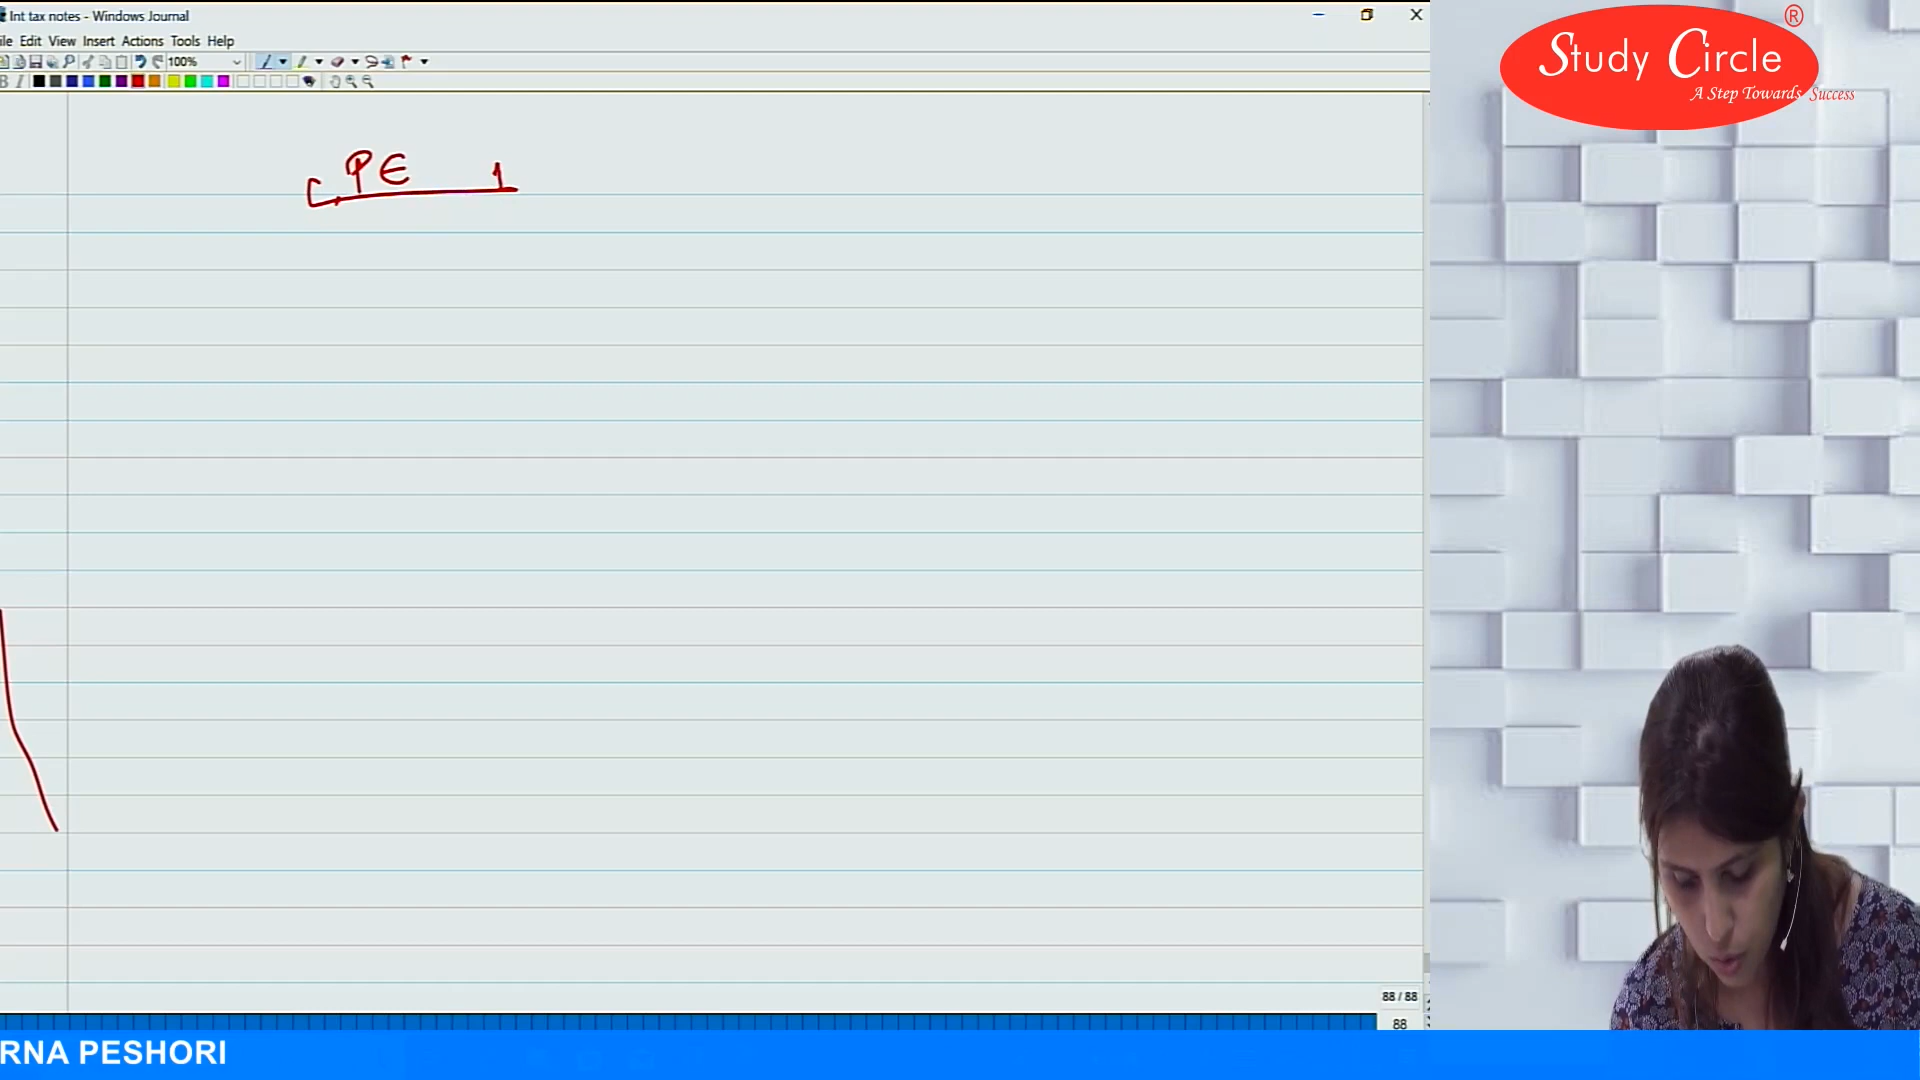 Int tax notes - Windows Journal
ile Edit View Insert Actions Tools Help
100%
B I
PE 1
88 / 88
88
RNA PESHORI
Study Circle ®
A Step Towards Success